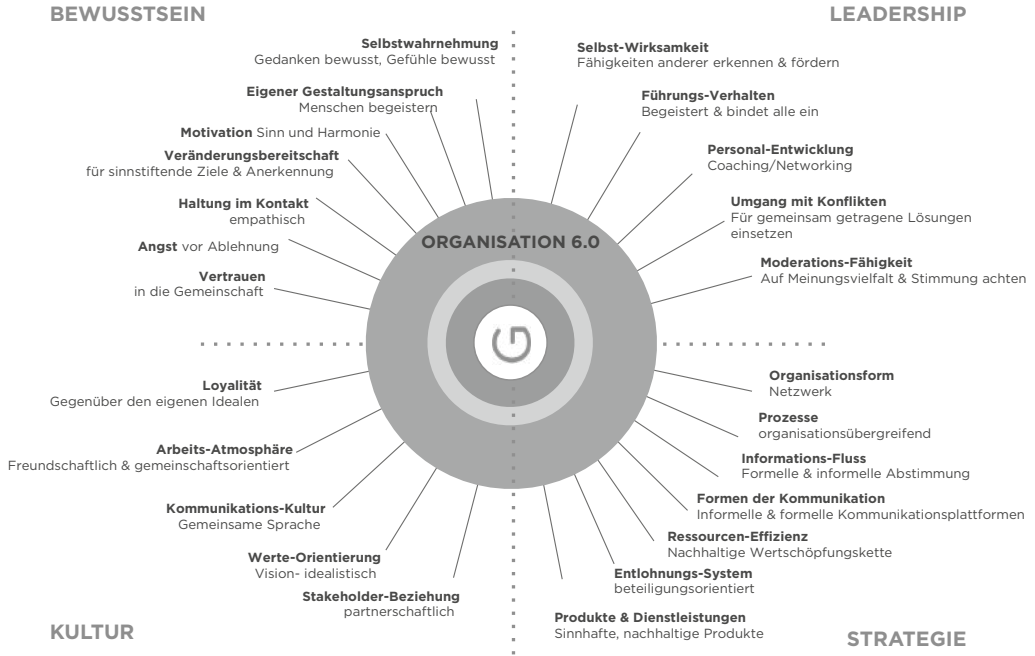 BEWUSSTSEIN
Selbstwahrnehmung
Gedanken bewusst, Gefühle bewusst
Eigener Gestaltungsanspruch
Menschen begeistern
Motivation Sinn und Harmonie
Veränderungsbereitschaft
für sinnstiftende Ziele & Anerkennung
Haltung im Kontakt
empathisch
Angst vor Ablehnung
Vertrauen
in die Gemeinschaft
LEADERSHIP
Selbst-Wirksamkeit
Fähigkeiten anderer erkennen & fördern
Führungs-Verhalten
Begeistert & bindet alle ein
Personal-Entwicklung
Coaching/Networking
Umgang mit Konflikten
Für gemeinsam getragene Lösungen
einsetzen
Moderations-Fähigkeit
Auf Meinungsvielfalt & Stimmung achten
ORGANISATION 6.0
Loyalität
Gegenüber den eigenen Idealen
Arbeits-Atmosphäre
Freundschaftlich & gemeinschaftsorientiert
Kommunikations-Kultur
Gemeinsame Sprache
Werte-Orientierung
Vision- idealistisch
Stakeholder-Beziehung
partnerschaftlich
KULTUR
Organisationsform
Netzwerk
Prozesse
organisationsübergreifend
Informations-Fluss
Formelle & informelle Abstimmung
Formen der Kommunikation
Informelle & formelle Kommunikationsplattformen
Ressourcen-Effizienz
Nachhaltige Wertschöpfungskette
Entlohnungs-System
beteiligungsorientiert
Produkte & Dienstleistungen
Sinnhafte, nachhaltige Produkte
STRATEGIE